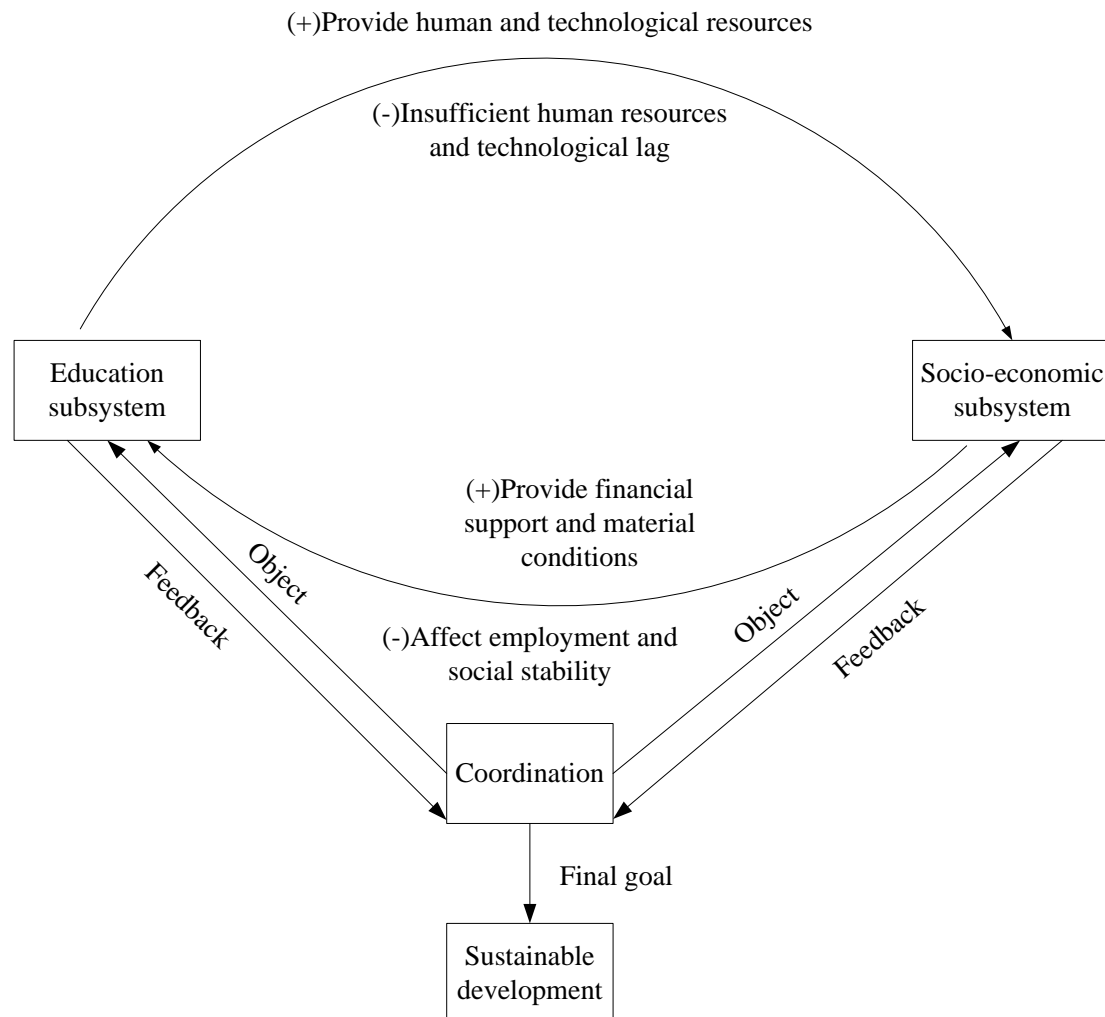 (+)Provide human and technological resources
(-)Insufficient human resources
and technological lag
Education
subsystem
Socio-economic
subsystem
(+)Provide financial
support and material
conditions
Object
Feedback
Object
Feedback
(-)Affect employment and
social stability
Coordination
Final goal
Sustainable
development